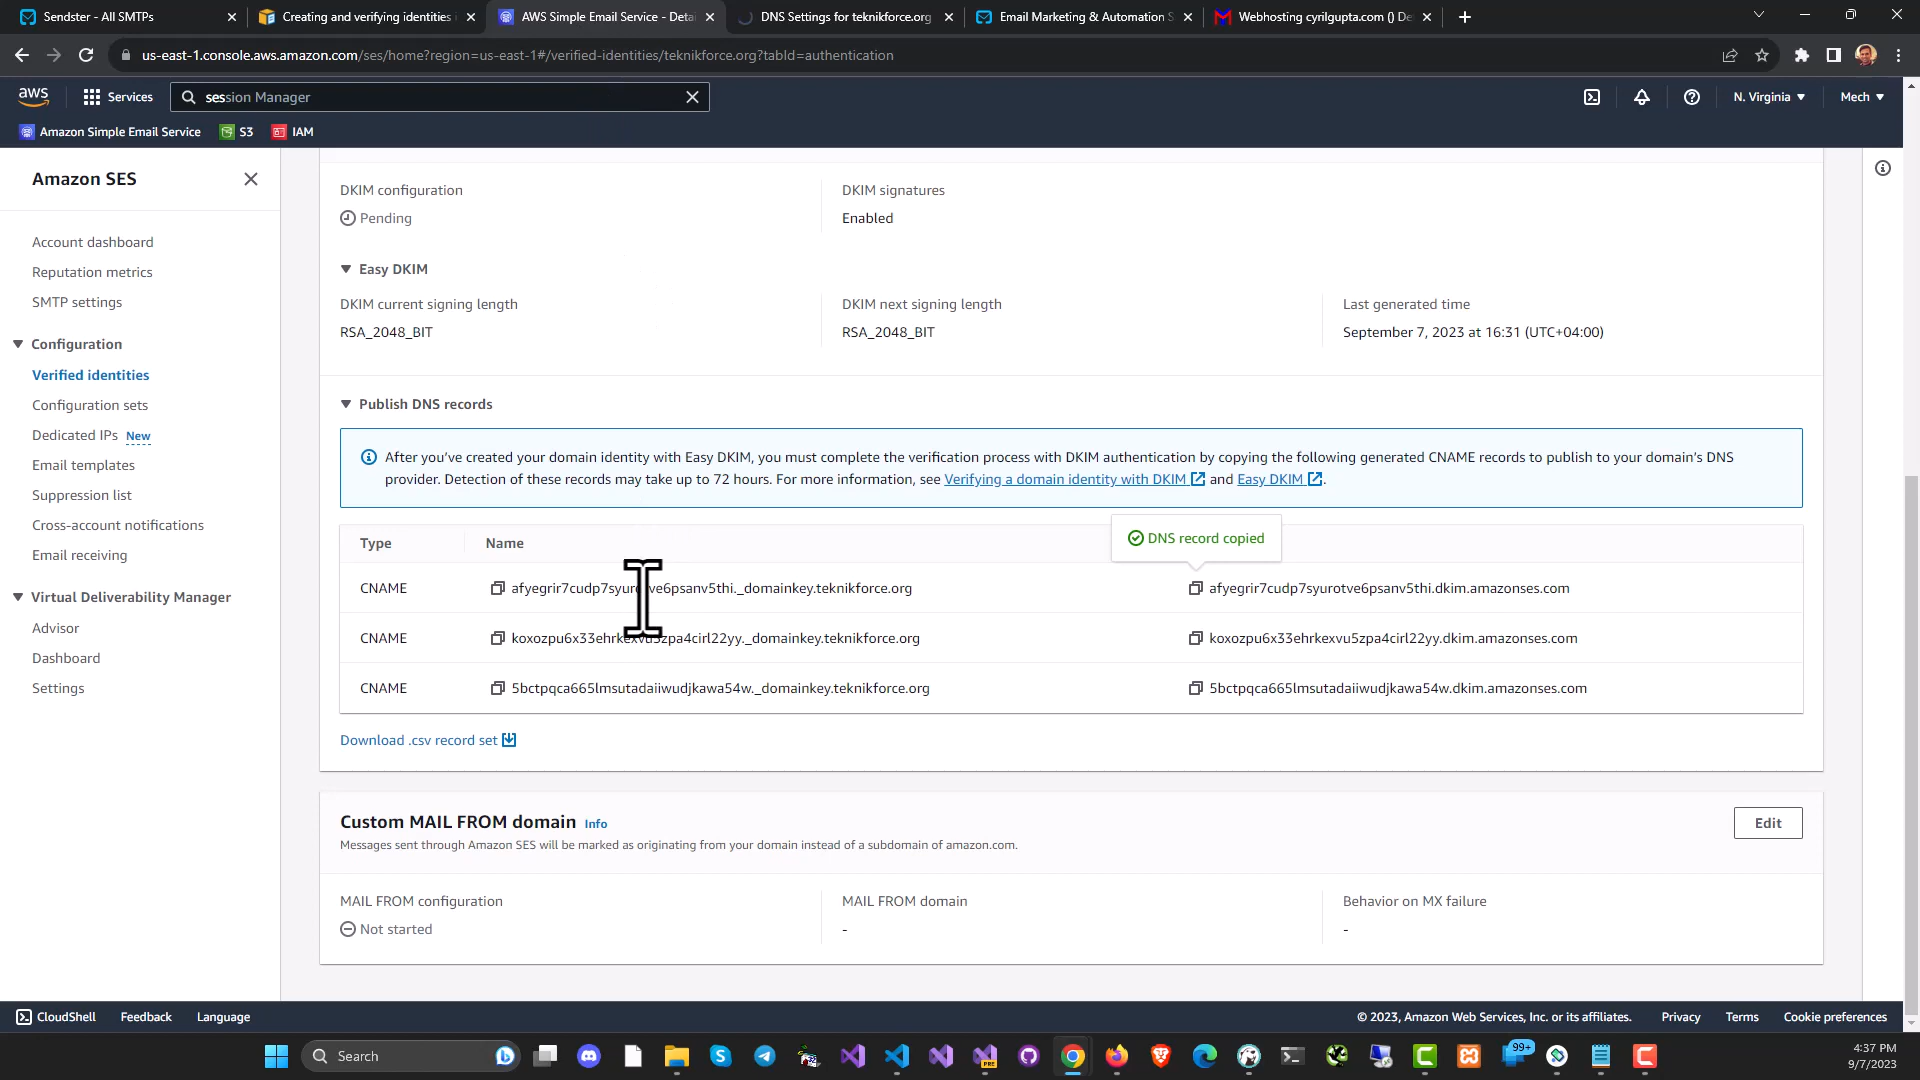 Sendster - All SMTPs
Creating and verifying identities
AWS Simple Email Service - Detai
DNS Settings for teknikforce.org
Email Marketing & Automation S
Webhosting cyrilgupta.com () De
us-east-1.console.aws.amazon.com/ses/home?region=us-east-1#/verified-identities/teknikforce.org?tabId=authentication
aws
Services
session Manager
N. Virginia
Mech
Amazon Simple Email Service
S3
IAM
Amazon SES
Account dashboard
Reputation metrics
SMTP settings
Configuration
Verified identities
Configuration sets
Dedicated IPs New
Email templates
Suppression list
Cross-account notifications
Email receiving
Virtual Deliverability Manager
Advisor
Dashboard
Settings
DKIM configuration
Pending
DKIM signatures
Enabled
Easy DKIM
DKIM current signing length
RSA_2048_BIT
DKIM next signing length
RSA_2048_BIT
Last generated time
September 7, 2023 at 16:31 (UTC+04:00)
Publish DNS records
After you've created your domain identity with Easy DKIM, you must complete the verification process with DKIM authentication by copying the following generated CNAME records to publish to your domain's DNS
provider. Detection of these records may take up to 72 hours. For more information, see Verifying a domain identity with DKIM and Easy DKIM.
Type
Name
DNS record copied
CNAME
afyegrir7cudp7syurotve6psanv5thi._domainkey.teknikforce.org
afyegrir7cudp7syurotve6psanv5thi.dkim.amazonses.com
CNAME
koxozpu6x33ehrkexvu5zpa4cirl22yy._domainkey.teknikforce.org
koxozpu6x33ehrkexvu5zpa4cirl22yy.dkim.amazonses.com
CNAME
5bctpqca665lmsutadaiiwudjkawa54w._domainkey.teknikforce.org
5bctpqca665lmsutadaiiwudjkawa54w.dkim.amazonses.com
Download .csv record set
Custom MAIL FROM domain Info
Edit
Messages sent through Amazon SES will be marked as originating from your domain instead of a subdomain of amazon.com.
MAIL FROM configuration
Not started
MAIL FROM domain
-
Behavior on MX failure
-
CloudShell
Feedback
Language
© 2023, Amazon Web Services, Inc. or its affiliates.
Privacy
Terms
Cookie preferences
Search
PRE
99+
4:37 PM
9/7/2023